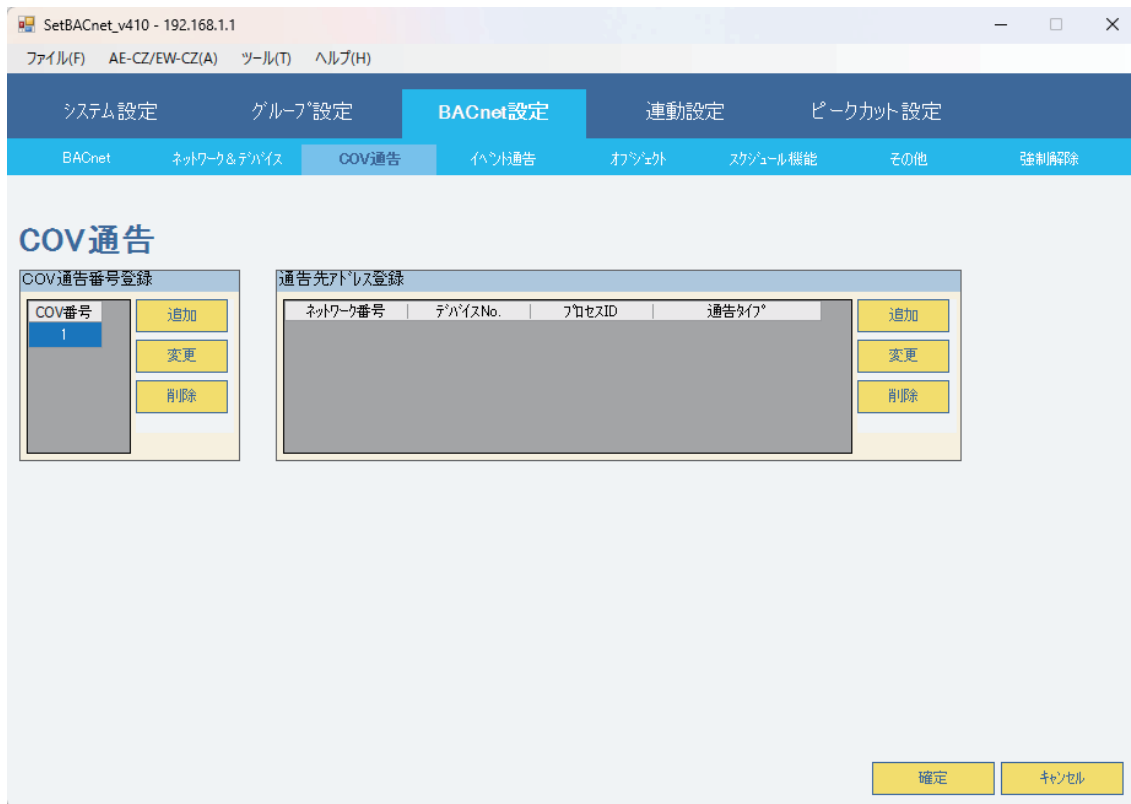 SetBACnet_v410 - 192.168.1.1
ファイル(F) AE-CZ/EW-CZ(A) ツール(T) ヘルプ(H)
システム設定 グループ設定 BACnet設定 連動設定 ピークカット設定
BACnet ネットワーク&デバイス COV通告 イベント通告 オブジェクト スケジュール機能 その他 強制解除
COV通告
COV通告番号登録 通告先アドレス登録
COV番号 追加 ネットワーク番号 デバイスNo. プロセスID 通告タイプ 追加
1
変更 変更
削除 削除
確定 キャンセル